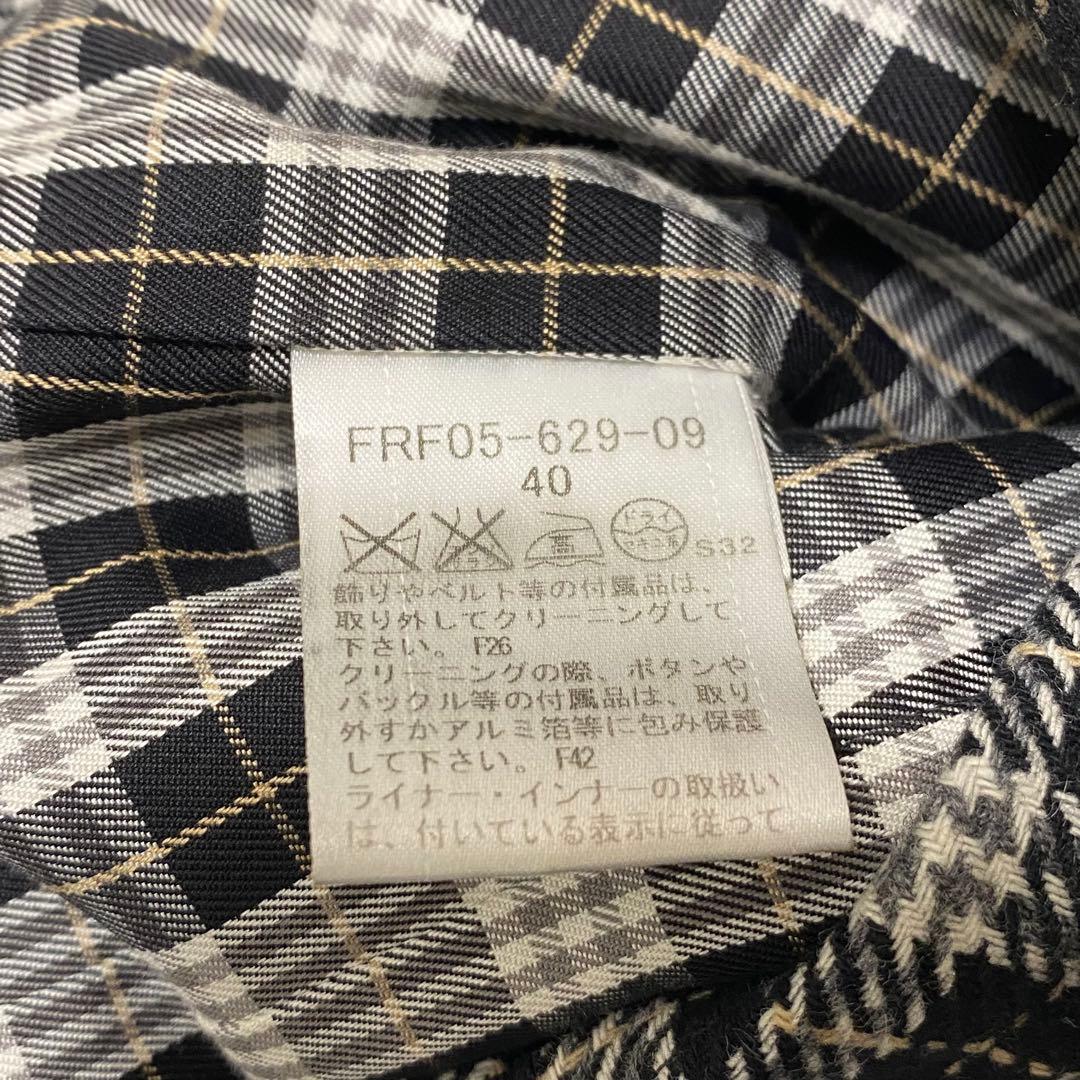 FRF05-629-09
40
高 ドライ S32
飾りやベルト等の付属品は、
取り外してクリーニングして
下さい。 F26
クリーニングの際、ボタンや
バックル等の付属品は、取り
外すかアルミ箔等に包み保護
して下さい。 F42
ライナー・インナーの取扱い
は、付いている表示に従って